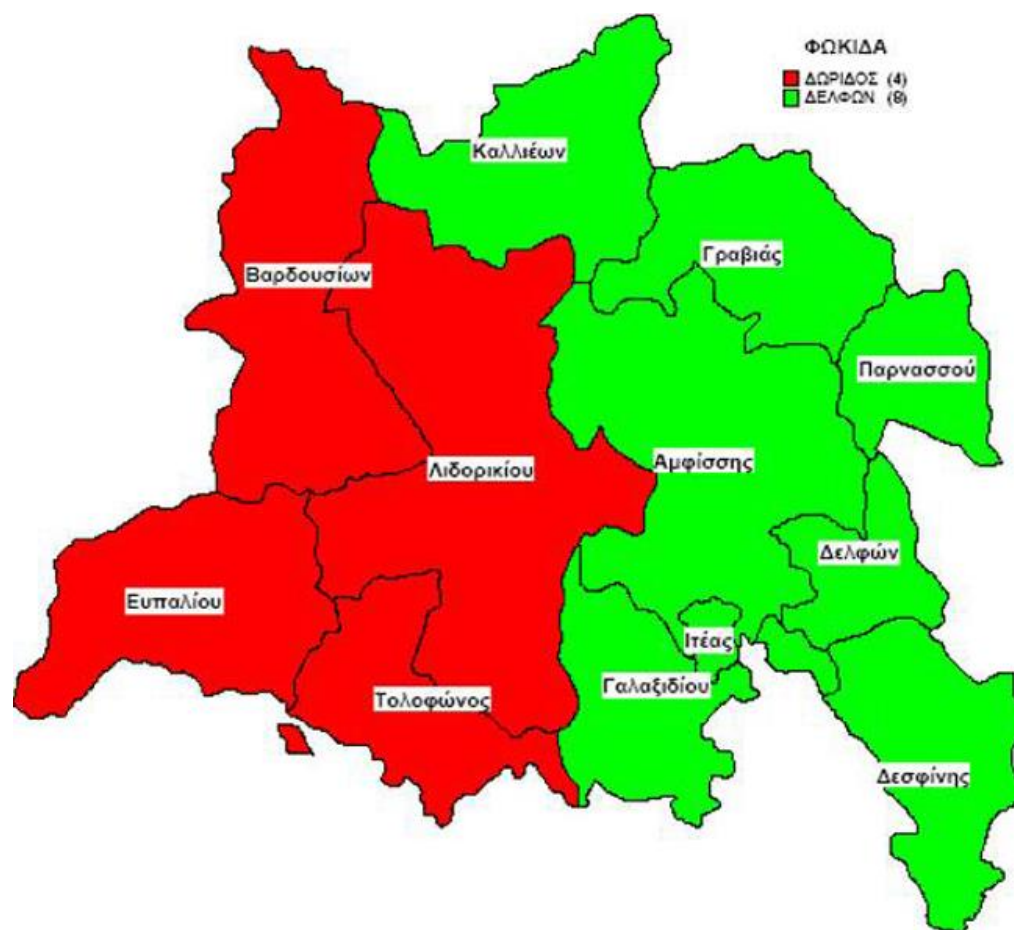 ΦΩΚΙΔΑ
ΔΩΡΙΔΟΣ (4)
ΔΕΛΦΩΝ (8)
Καλλιέων
Γραβιάς
Βαρδουσίων
Παρνασσού
Λιδορικίου
Αμφίσσης
Δελφών
Ευπαλίου
Ιτέας
Γαλαξιδίου
Τολοφώνος
Δεσφίνης